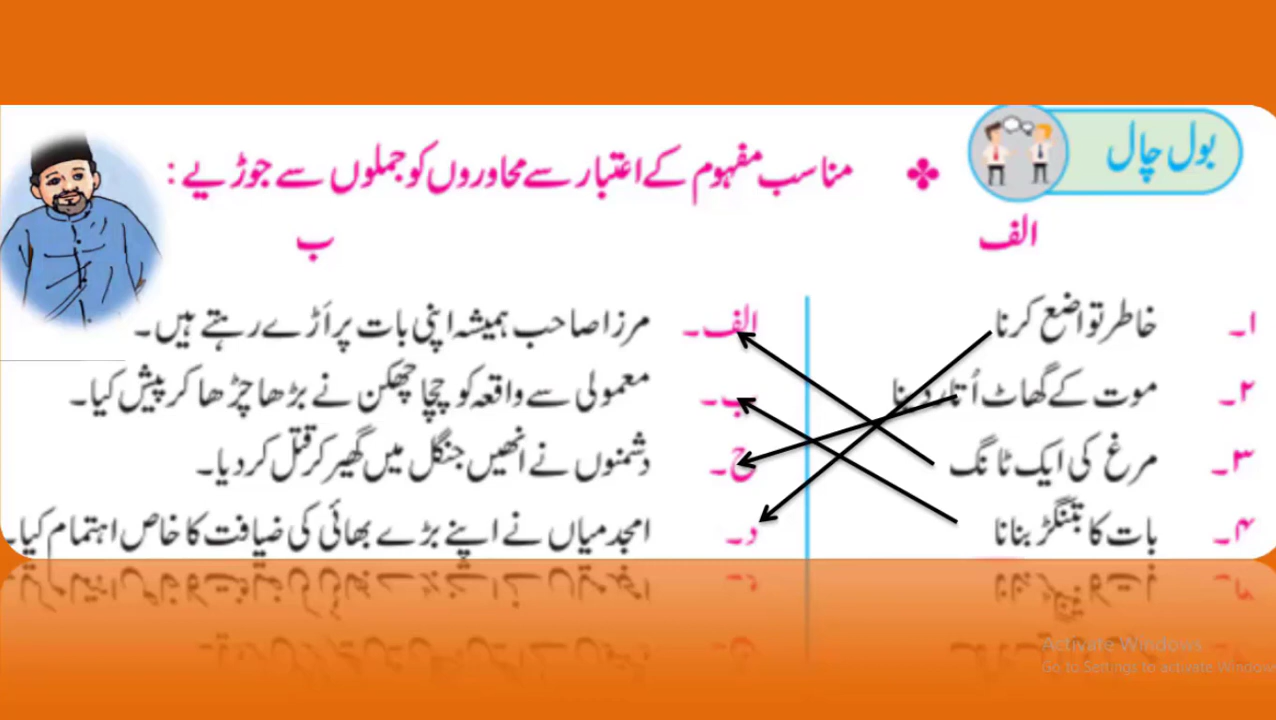 بول چال
مناسب مفہوم کے اعتبار سے محاوروں کو جملوں سے جوڑیے :
الف ب
۱۔ خاطر تواضع کرنا الف۔ مرزا صاحب ہمیشہ اپنی بات پر اَڑے رہتے ہیں۔
۲۔ موت کے گھاٹ اُتار دینا ب۔ معمولی سے واقعہ کو چچا چھکن نے بڑھا چڑھا کر پیش کیا۔
۳۔ مرغ کی ایک ٹانگ ج۔ دشمنوں نے انھیں جنگل میں گھیر کر قتل کر دیا۔
۴۔ بات کا بتنگڑ بنانا د۔ امجد میاں نے اپنے بڑے بھائی کی ضیافت کا خاص اہتمام کیا۔
Activate Windows
Go to Settings to activate Windows